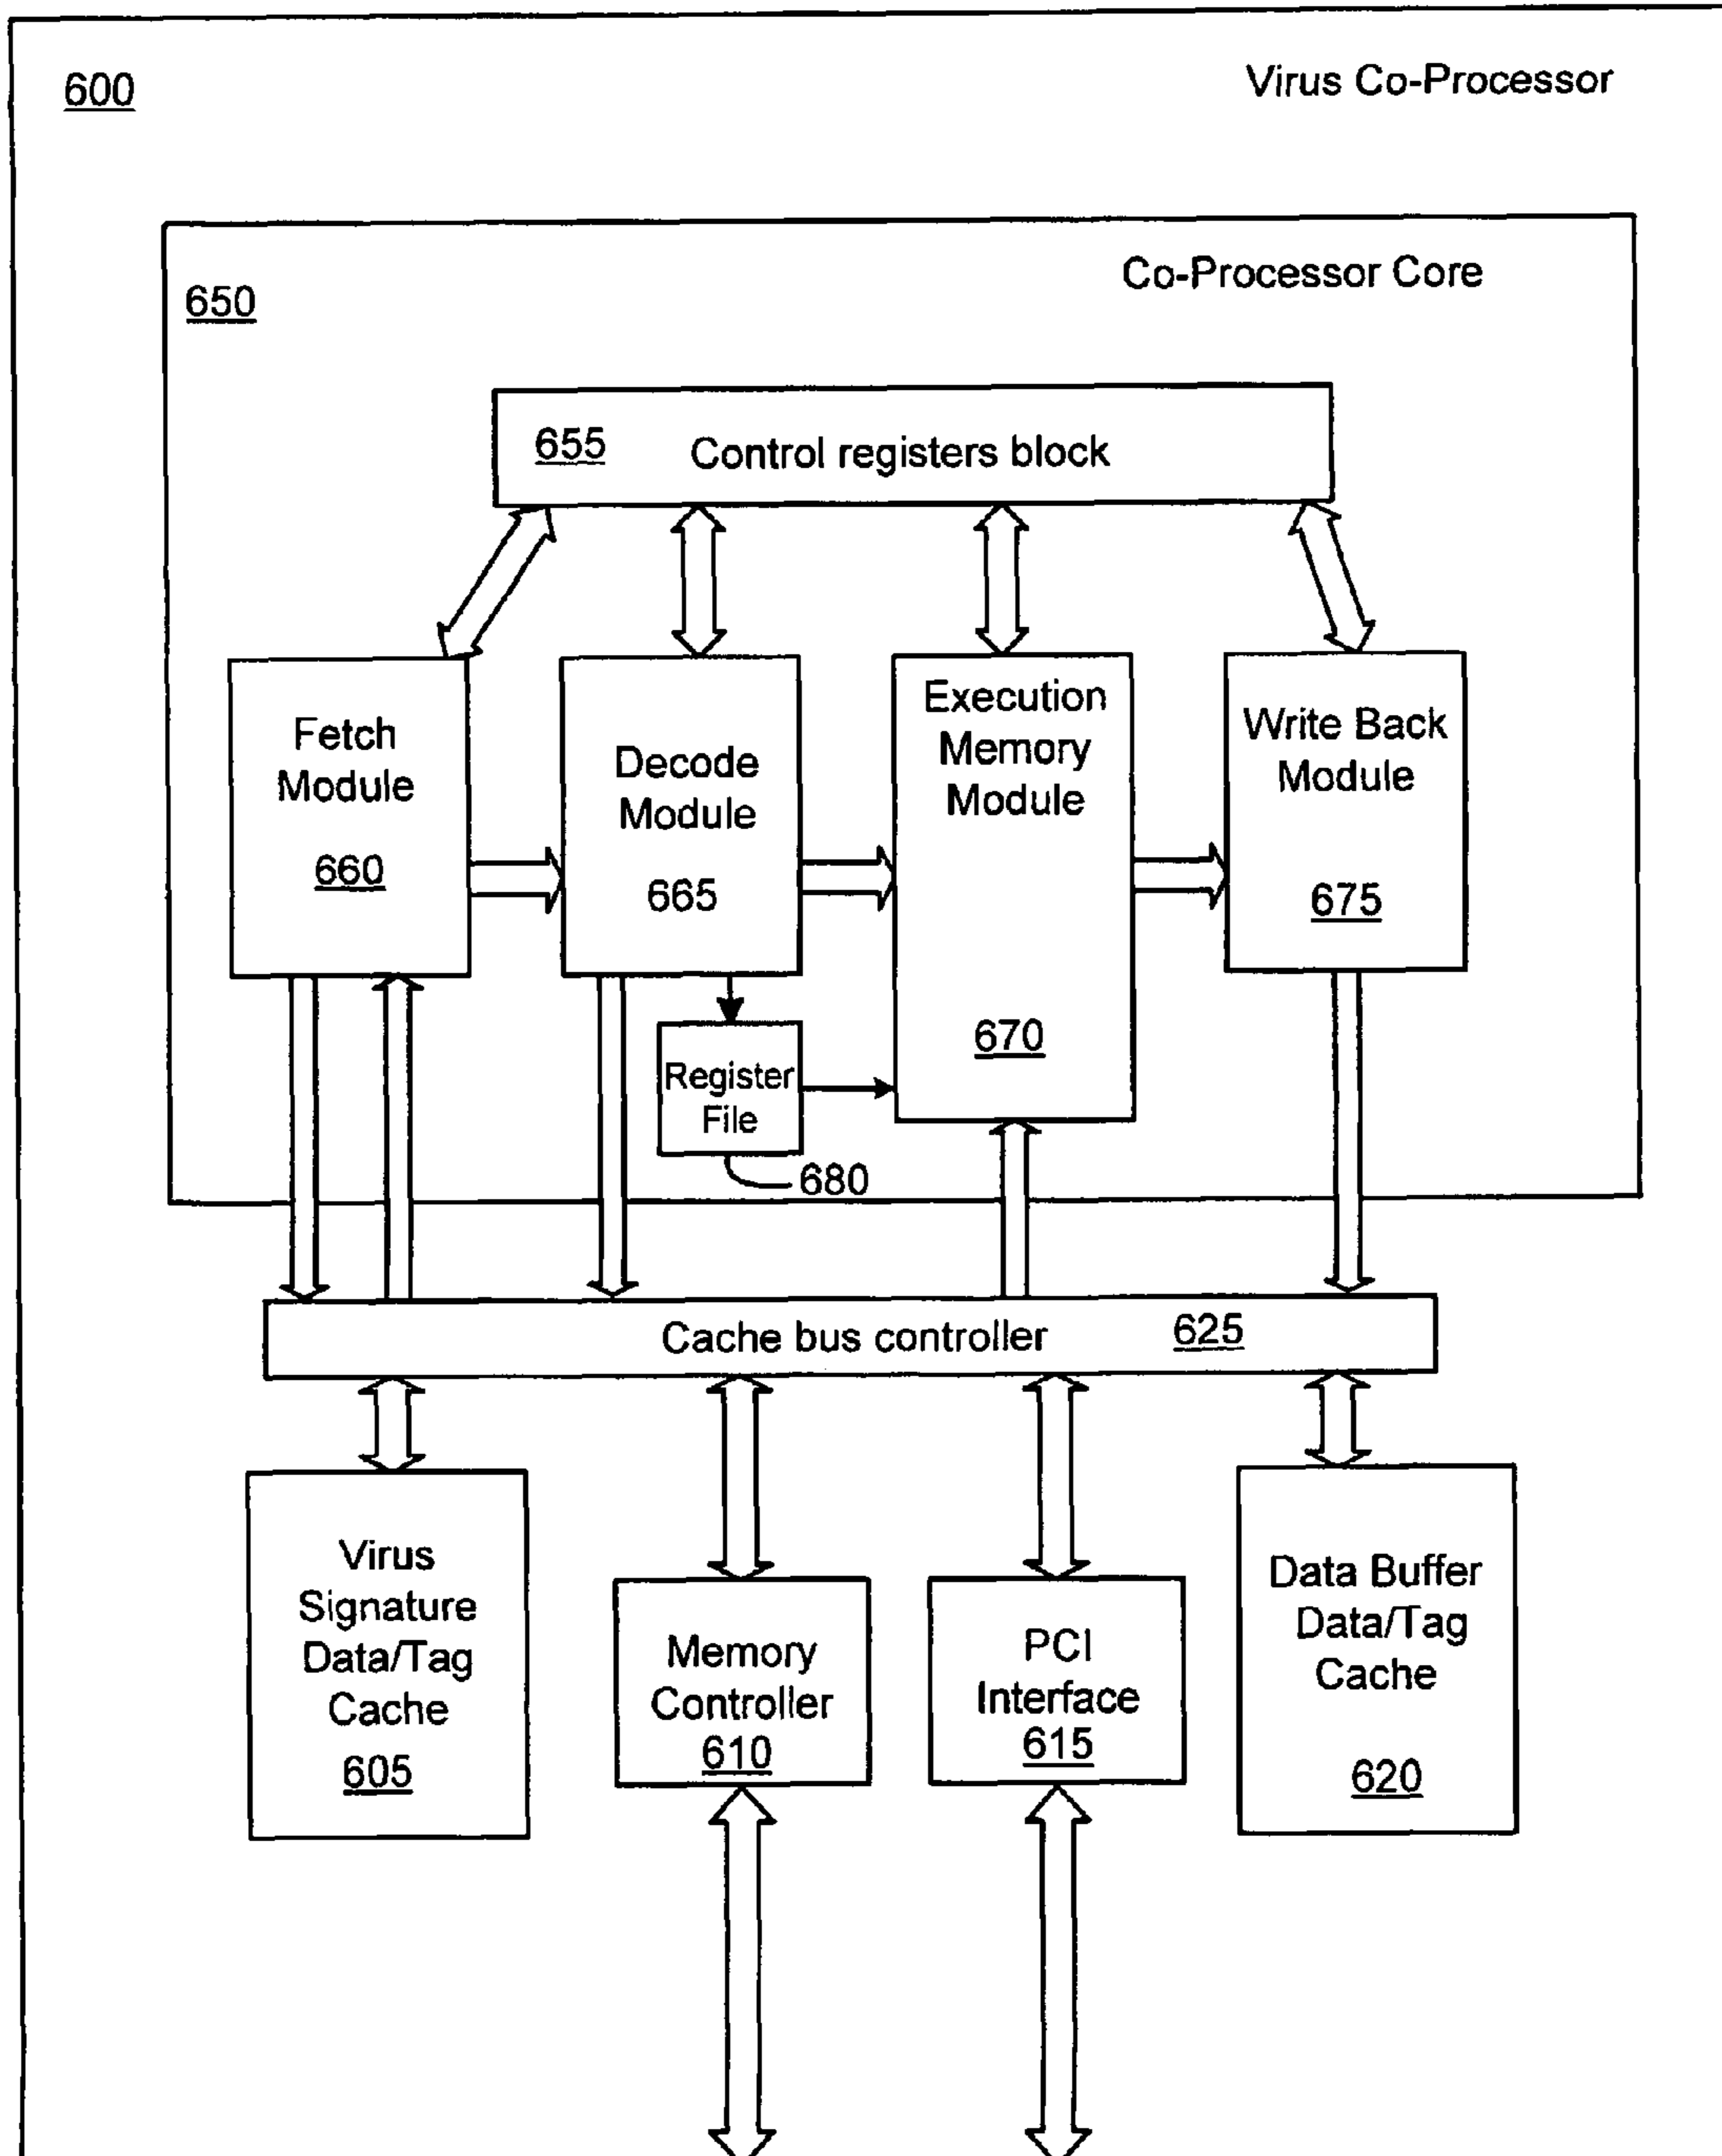 600
Virus Co-Processor
650
Co-Processor Core
655
Control registers block
Fetch
Module
660
Decode
Module
665
Execution
Memory
Module
670
Write Back
Module
675
Register
File
680
Cache bus controller
625
Virus
Signature
Data/Tag
Cache
605
Memory
Controller
610
PCI
Interface
615
Data Buffer
Data/Tag
Cache
620